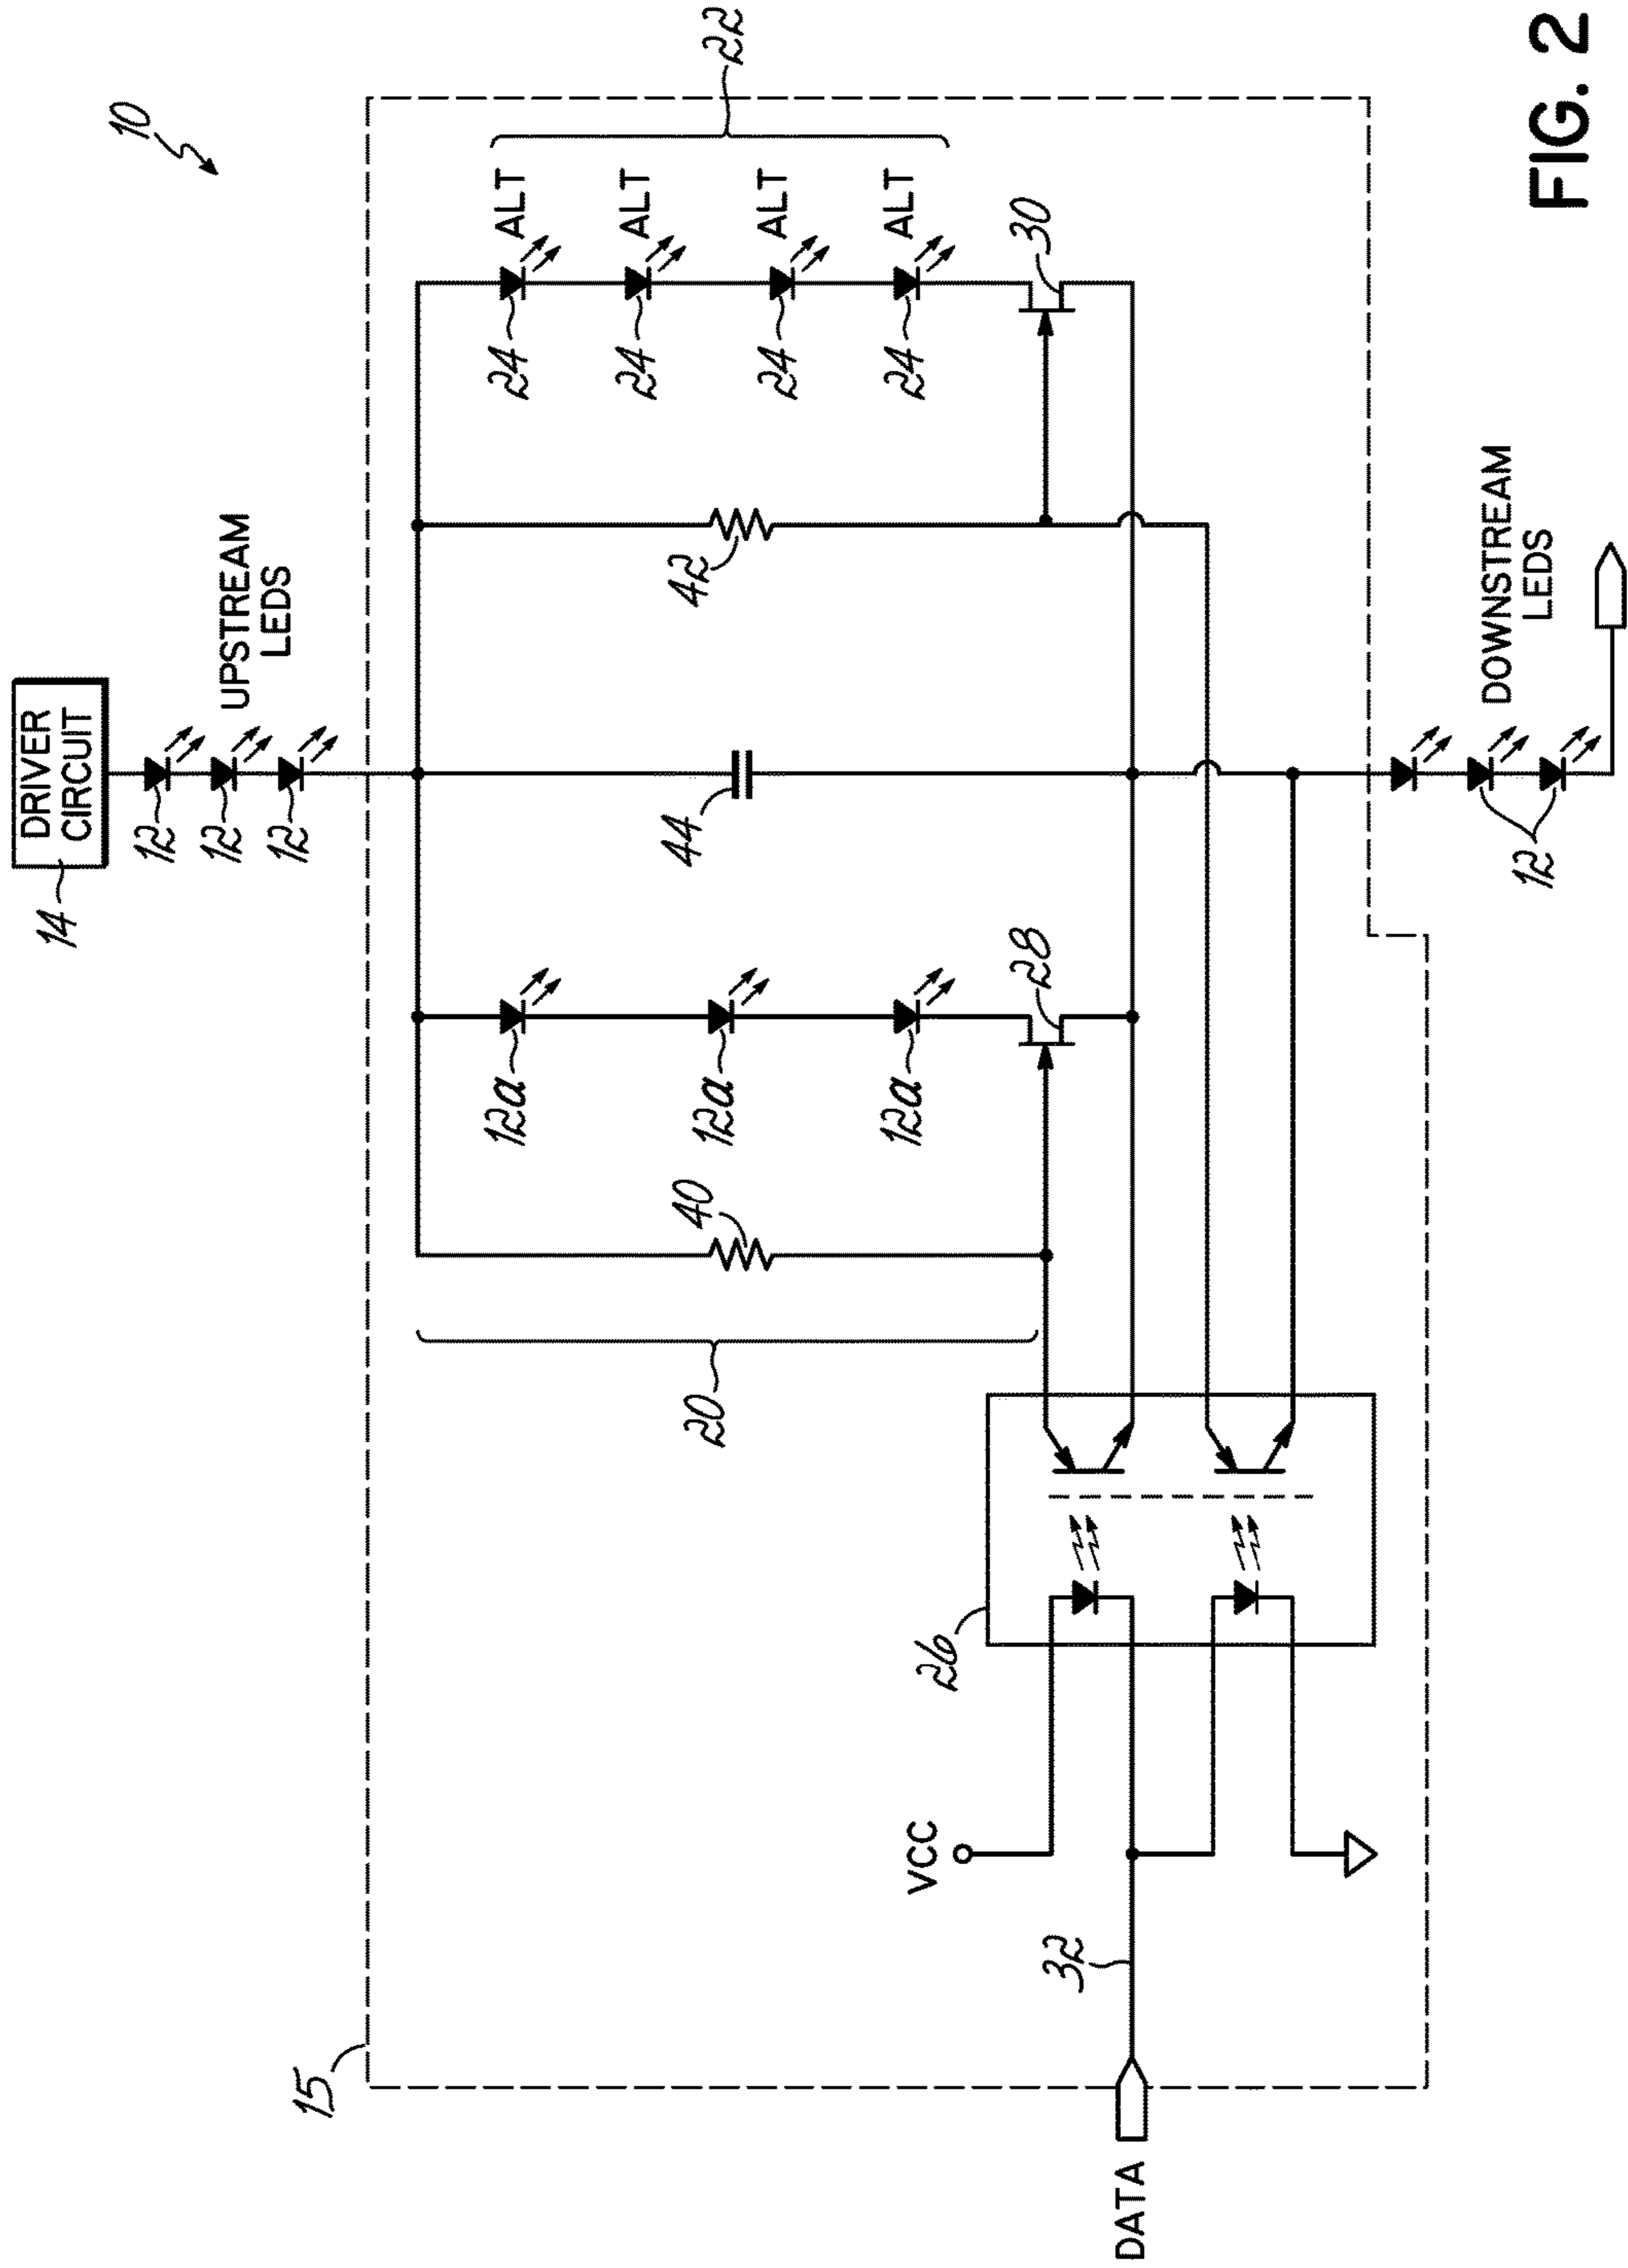 10
DRIVER
CIRCUIT
14
12
12
12
UPSTREAM
LEDS
15
22
ALT
ALT
ALT
ALT
24
24
24
24
30
42
44
12a
12a
12a
28
40
20
26
VCC
32
DATA
DOWNSTREAM
LEDS
12
FIG. 2